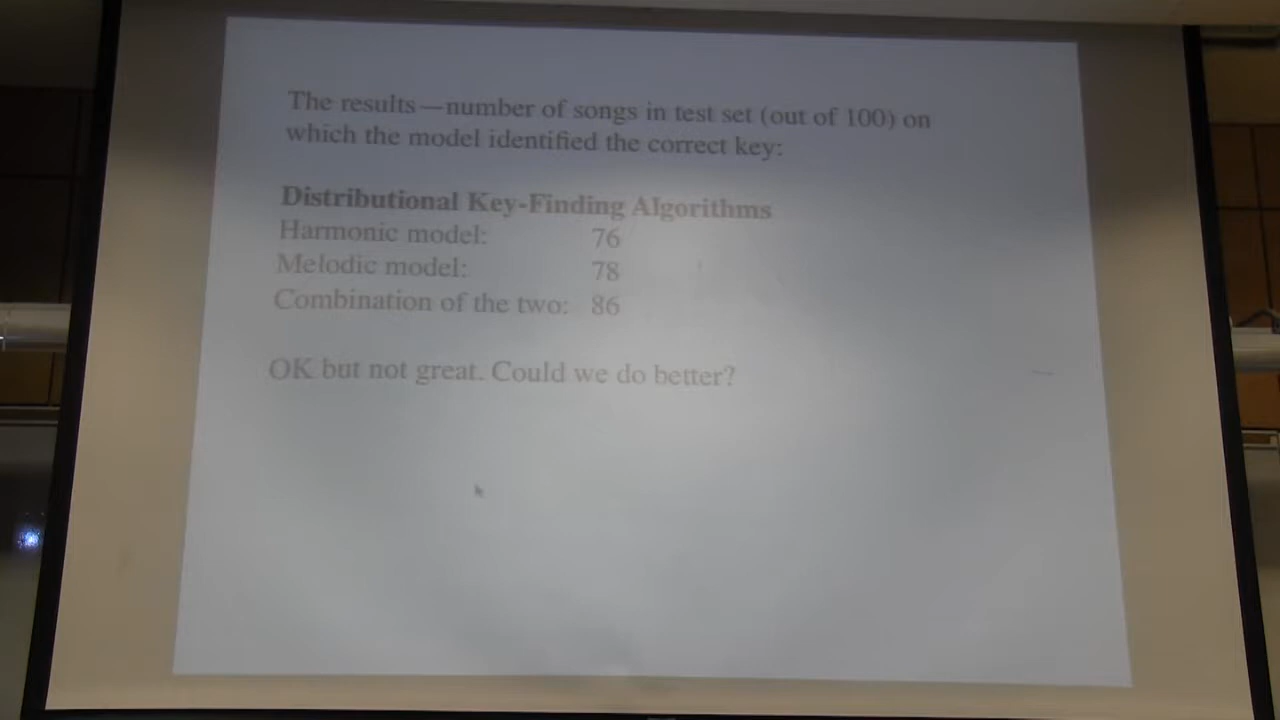 The results—number of songs in test set (out of 100) on
which the model identified the correct key:
Distributional Key-Finding Algorithms
Harmonic model: 76
Melodic model: 78
Combination of the two: 86
OK but not great. Could we do better?